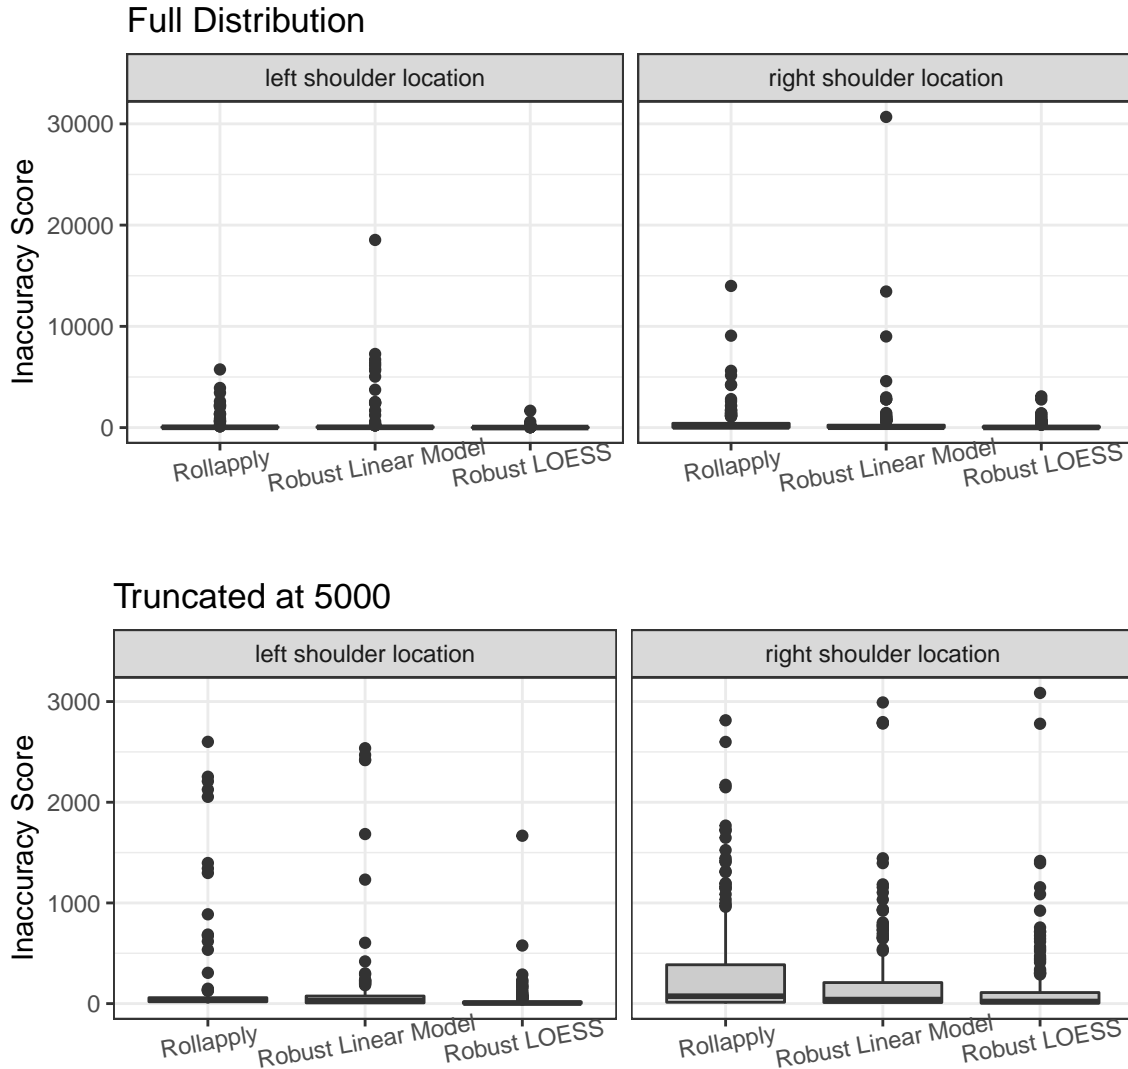 Full Distribution
left shoulder location
right shoulder location
Inaccuracy Score
30000
20000
10000
0
Rollapply
Robust Linear Model
Robust LOESS
Rollapply
Robust Linear Model
Robust LOESS
Truncated at 5000
left shoulder location
right shoulder location
Inaccuracy Score
3000
2000
1000
0
Rollapply
Robust Linear Model
Robust LOESS
Rollapply
Robust Linear Model
Robust LOESS